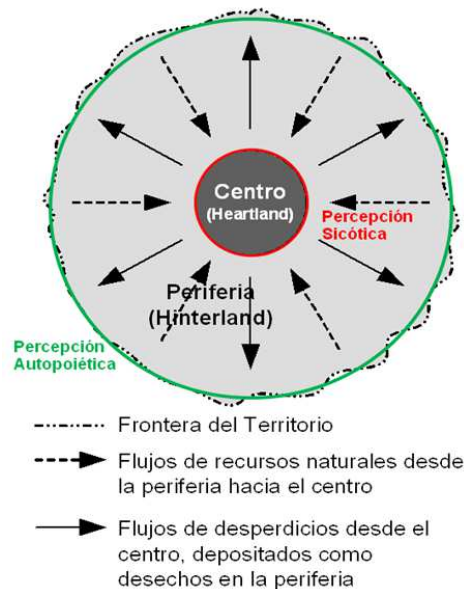 Centro
(Heartland)
Percepción
Sicótica
Periferia
(Hinterland)
Percepción
Autopoiética
Frontera del Territorio
Flujos de recursos naturales desde
la periferia hacia el centro
Flujos de desperdicios desde el
centro, depositados como
desechos en la periferia